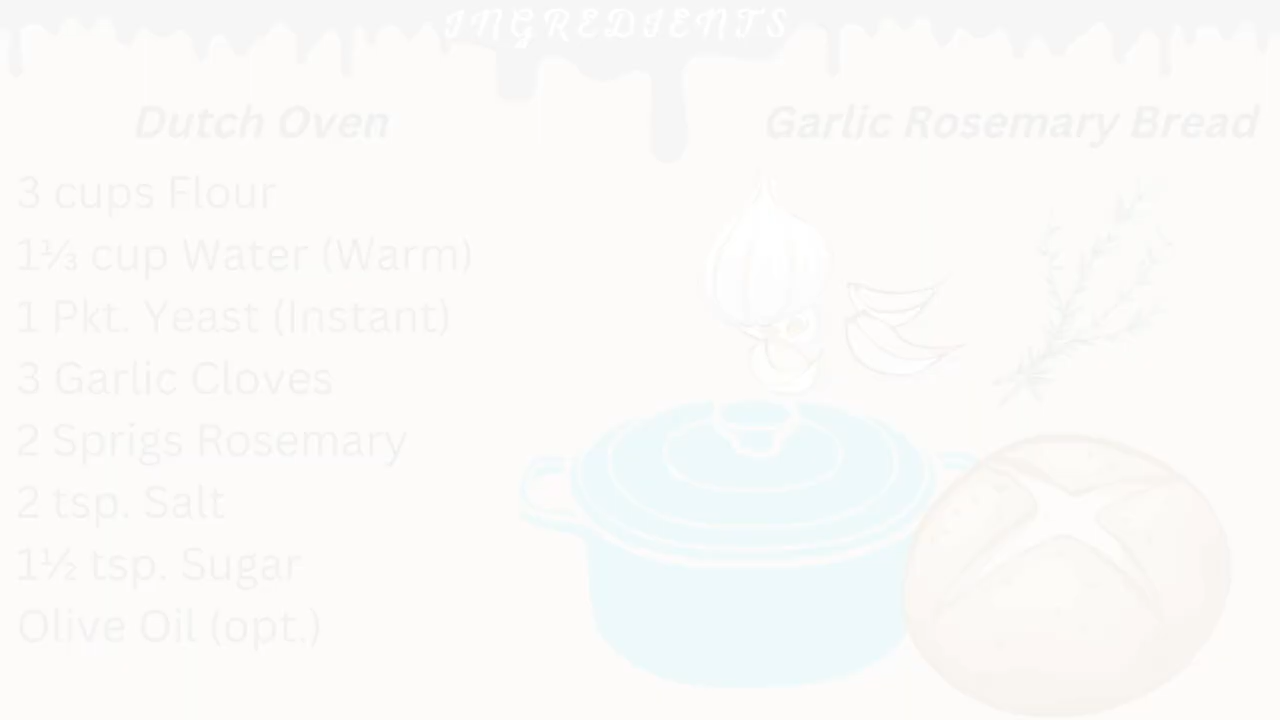 INGREDIENTS
Dutch Oven
Garlic Rosemary Bread
3 cups Flour
1⅓ cup Water (Warm)
1 Pkt. Yeast (Instant)
3 Garlic Cloves
2 Sprigs Rosemary
2 tsp. Salt
1½ tsp. Sugar
Olive Oil (opt.)